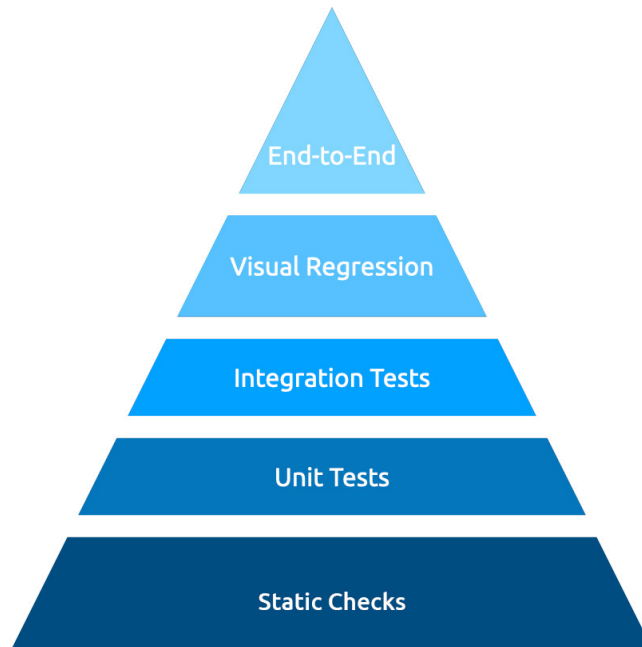 End-to-End
Visual Regression
Integration Tests
Unit Tests
Static Checks